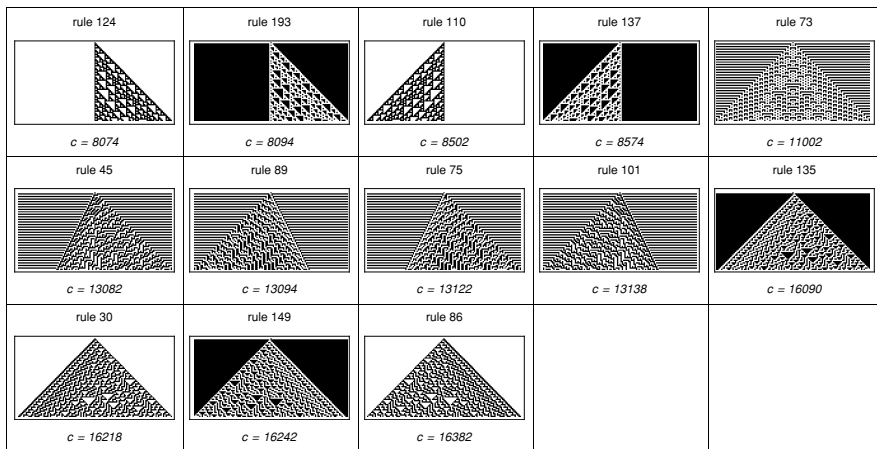 rule 124
rule 193
rule 110
rule 137
rule 73
c = 8074
c = 8094
c = 8502
c = 8574
c = 11002
rule 45
rule 89
rule 75
rule 101
rule 135
c = 13082
c = 13094
c = 13122
c = 13138
c = 16090
rule 30
rule 149
rule 86
c = 16218
c = 16242
c = 16382